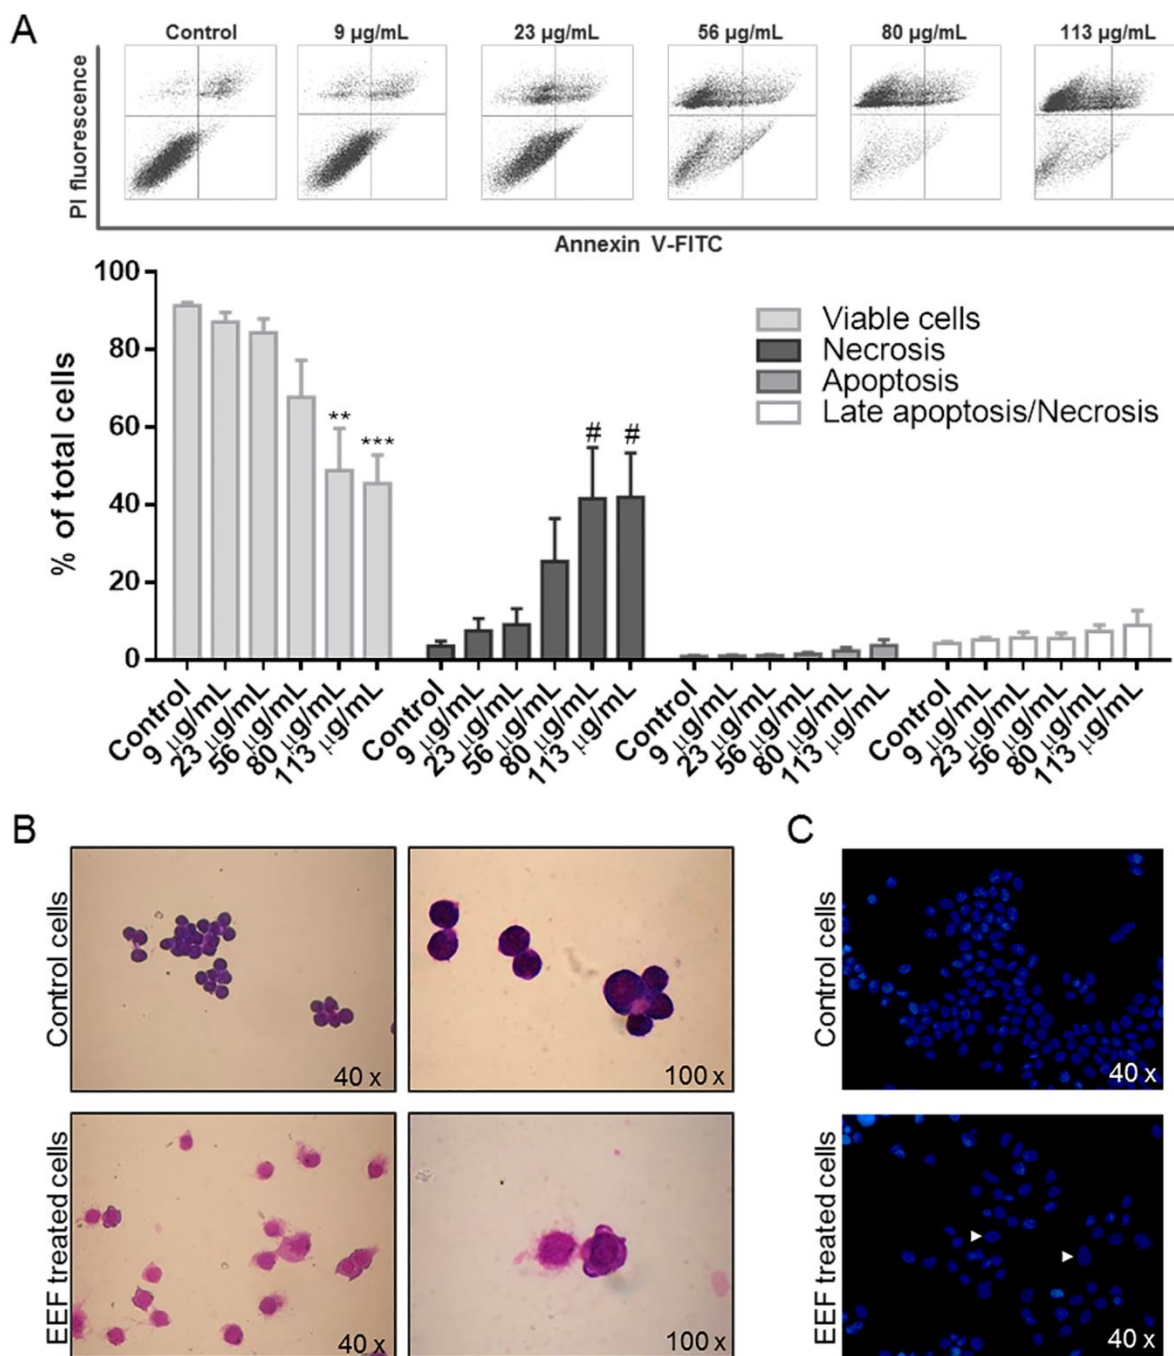 A
Control 9 µg/mL 23 µg/mL 56 µg/mL 80 µg/mL 113 µg/mL
PI fluorescence
Annexin V-FITC
% of total cells
100
80
60
40
20
0
** ***
# #
Viable cells
Necrosis
Apoptosis
Late apoptosis/Necrosis
Control 9 µg/mL 23 µg/mL 56 µg/mL 80 µg/mL 113 µg/mL
Control 9 µg/mL 23 µg/mL 56 µg/mL 80 µg/mL 113 µg/mL
Control 9 µg/mL 23 µg/mL 56 µg/mL 80 µg/mL 113 µg/mL
Control 9 µg/mL 23 µg/mL 56 µg/mL 80 µg/mL 113 µg/mL
B
Control cells
40 x
100 x
EEF treated cells
40 x
100 x
C
Control cells
40 x
EEF treated cells
40 x